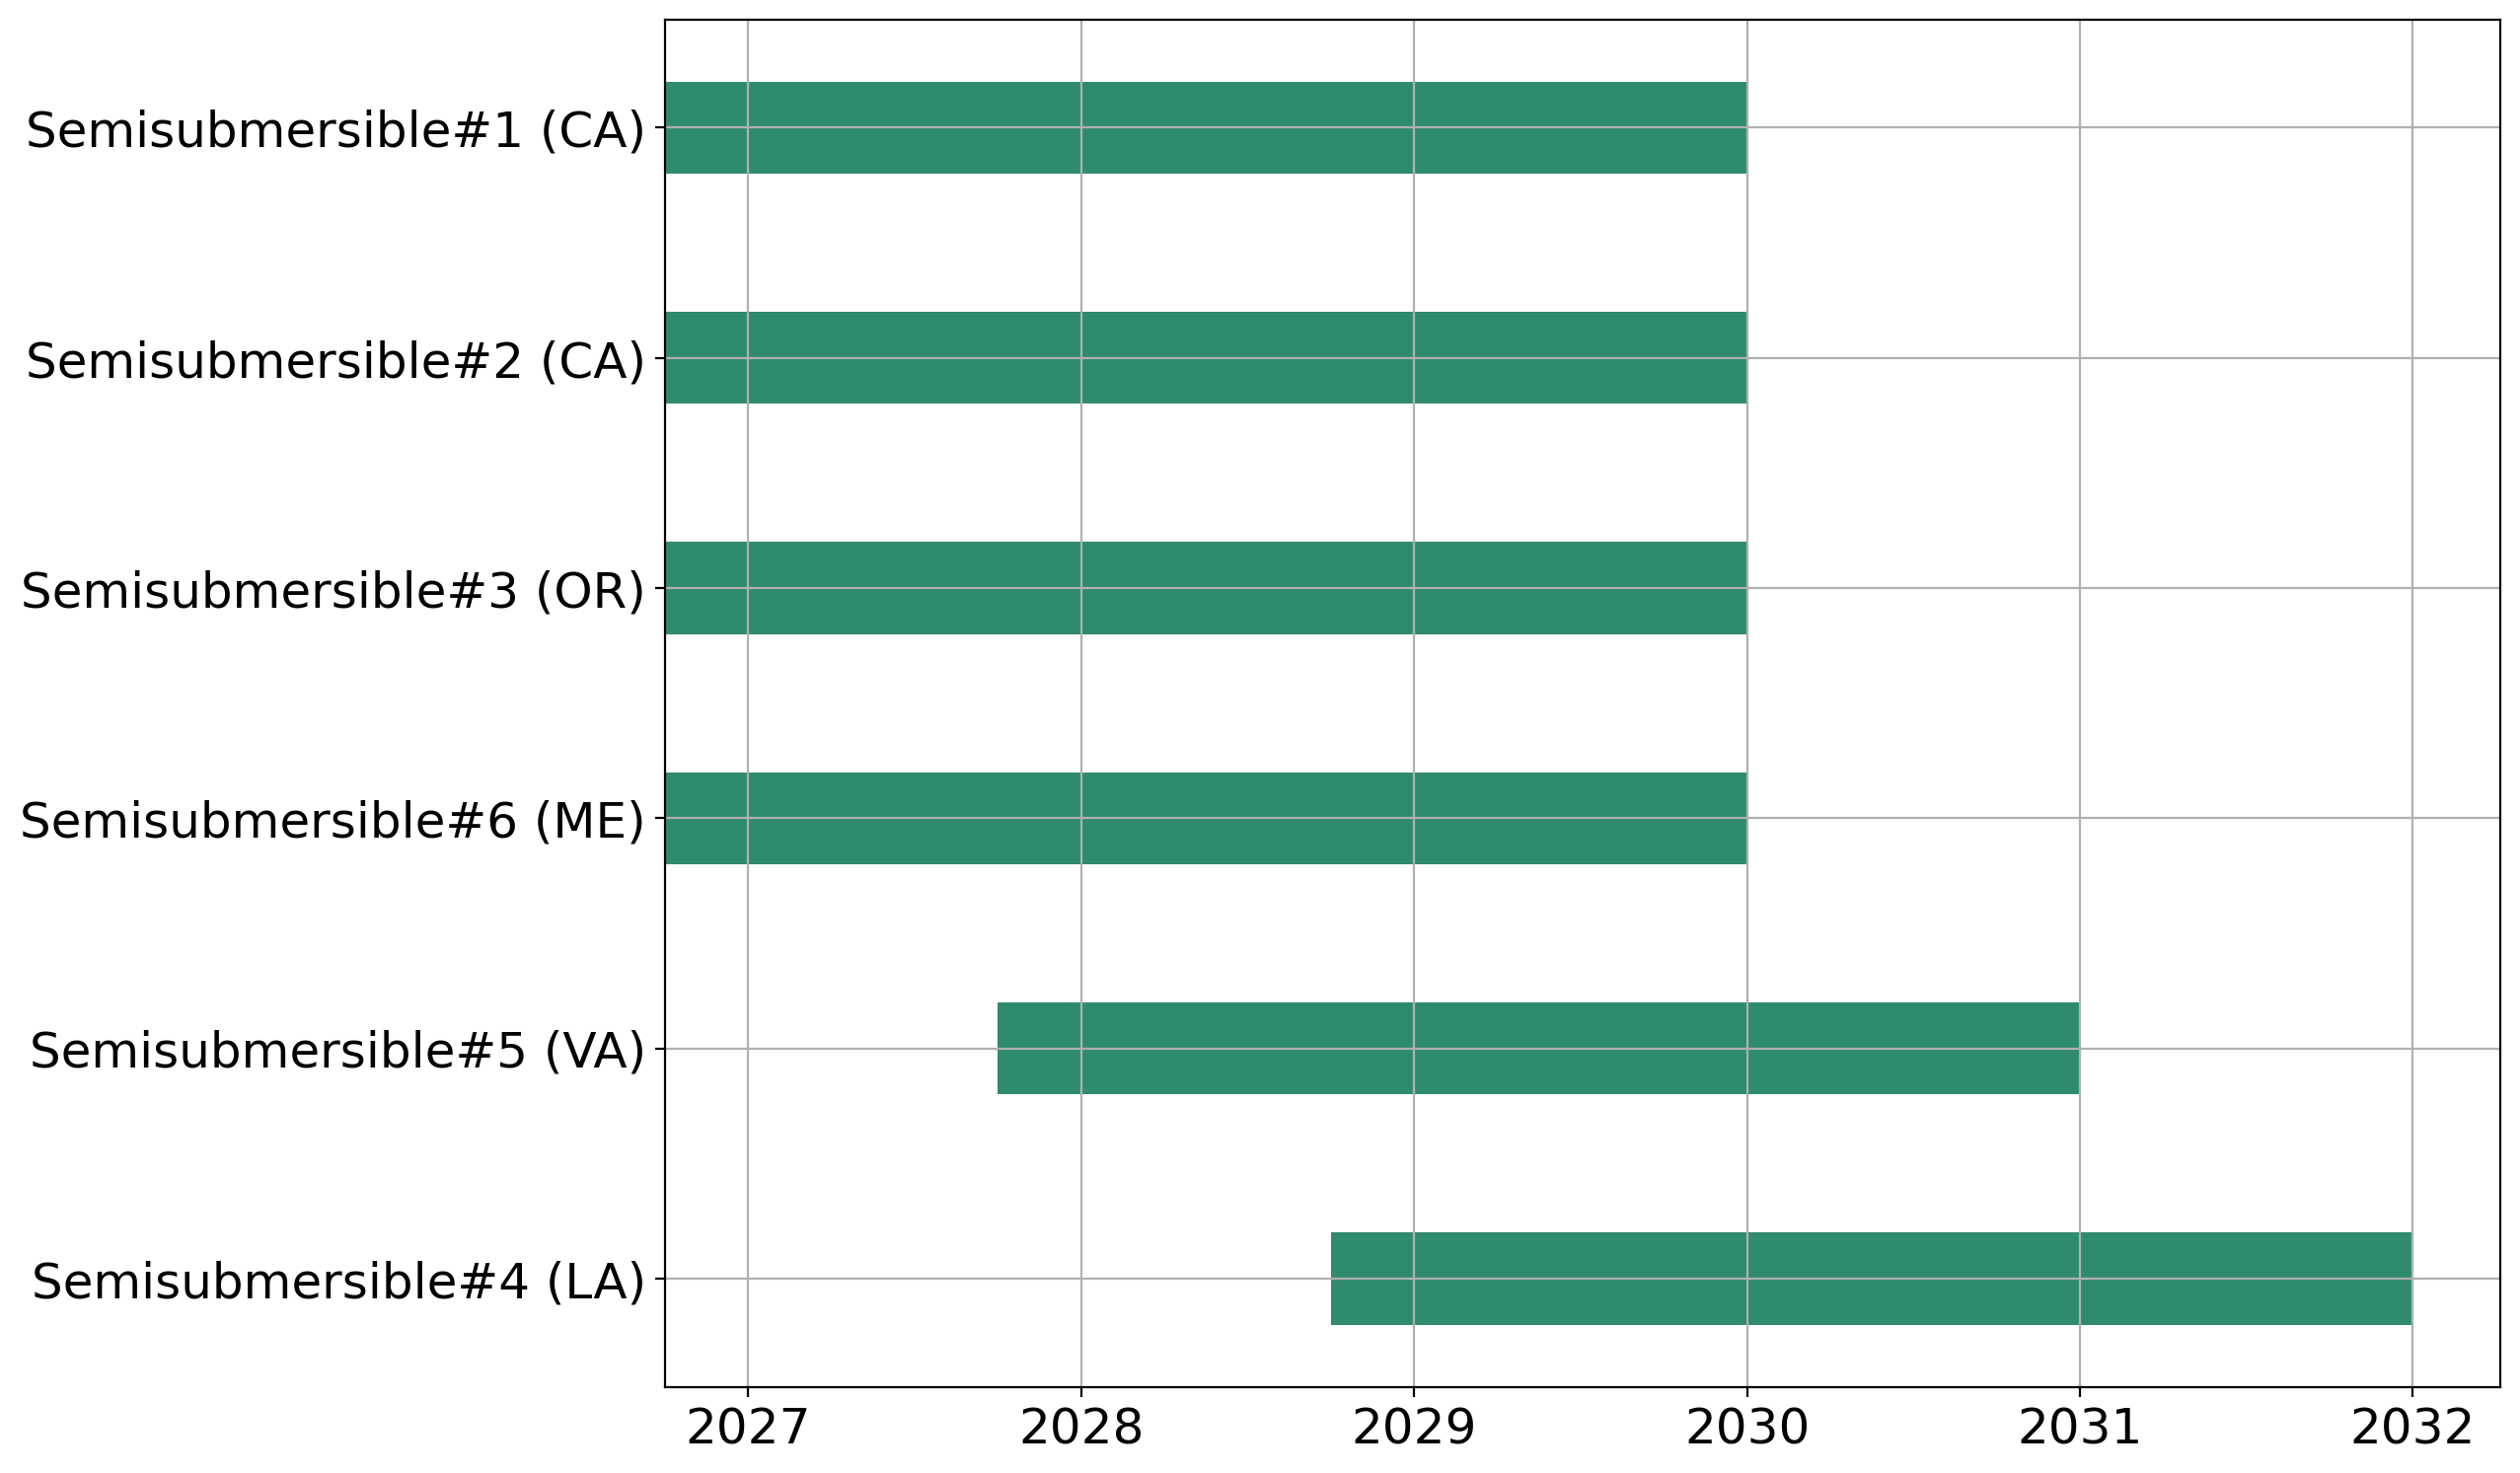 Semisubmersible#1 (CA)
Semisubmersible#2 (CA)
Semisubmersible#3 (OR)
Semisubmersible#6 (ME)
Semisubmersible#5 (VA)
Semisubmersible#4 (LA)
2027 2028 2029 2030 2031 2032